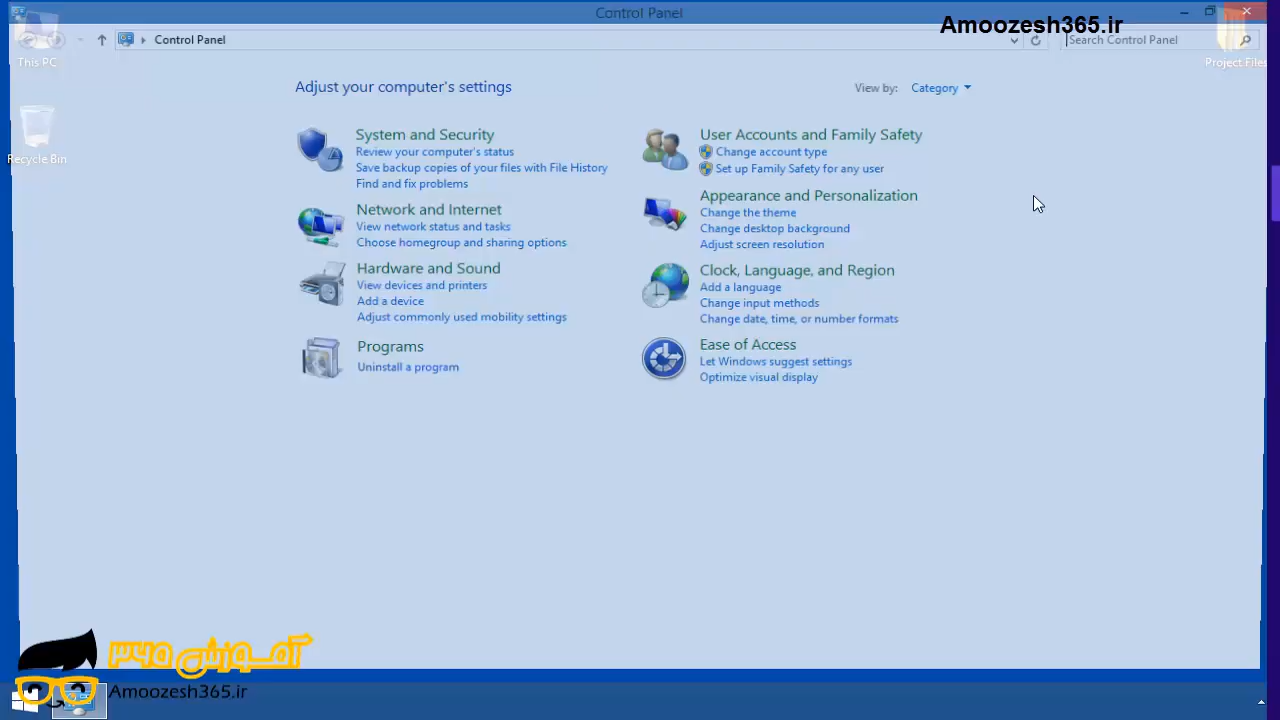 Control Panel
Amoozesh365.ir
Control Panel
Search Control Panel
This PC
Project Files
Recycle Bin
Adjust your computer's settings
View by: Category
System and Security
Review your computer's status
Save backup copies of your files with File History
Find and fix problems
Network and Internet
View network status and tasks
Choose homegroup and sharing options
Hardware and Sound
View devices and printers
Add a device
Adjust commonly used mobility settings
Programs
Uninstall a program
User Accounts and Family Safety
Change account type
Set up Family Safety for any user
Appearance and Personalization
Change the theme
Change desktop background
Adjust screen resolution
Clock, Language, and Region
Add a language
Change input methods
Change date, time, or number formats
Ease of Access
Let Windows suggest settings
Optimize visual display
آموزش ۳۶۵
Amoozesh365.ir